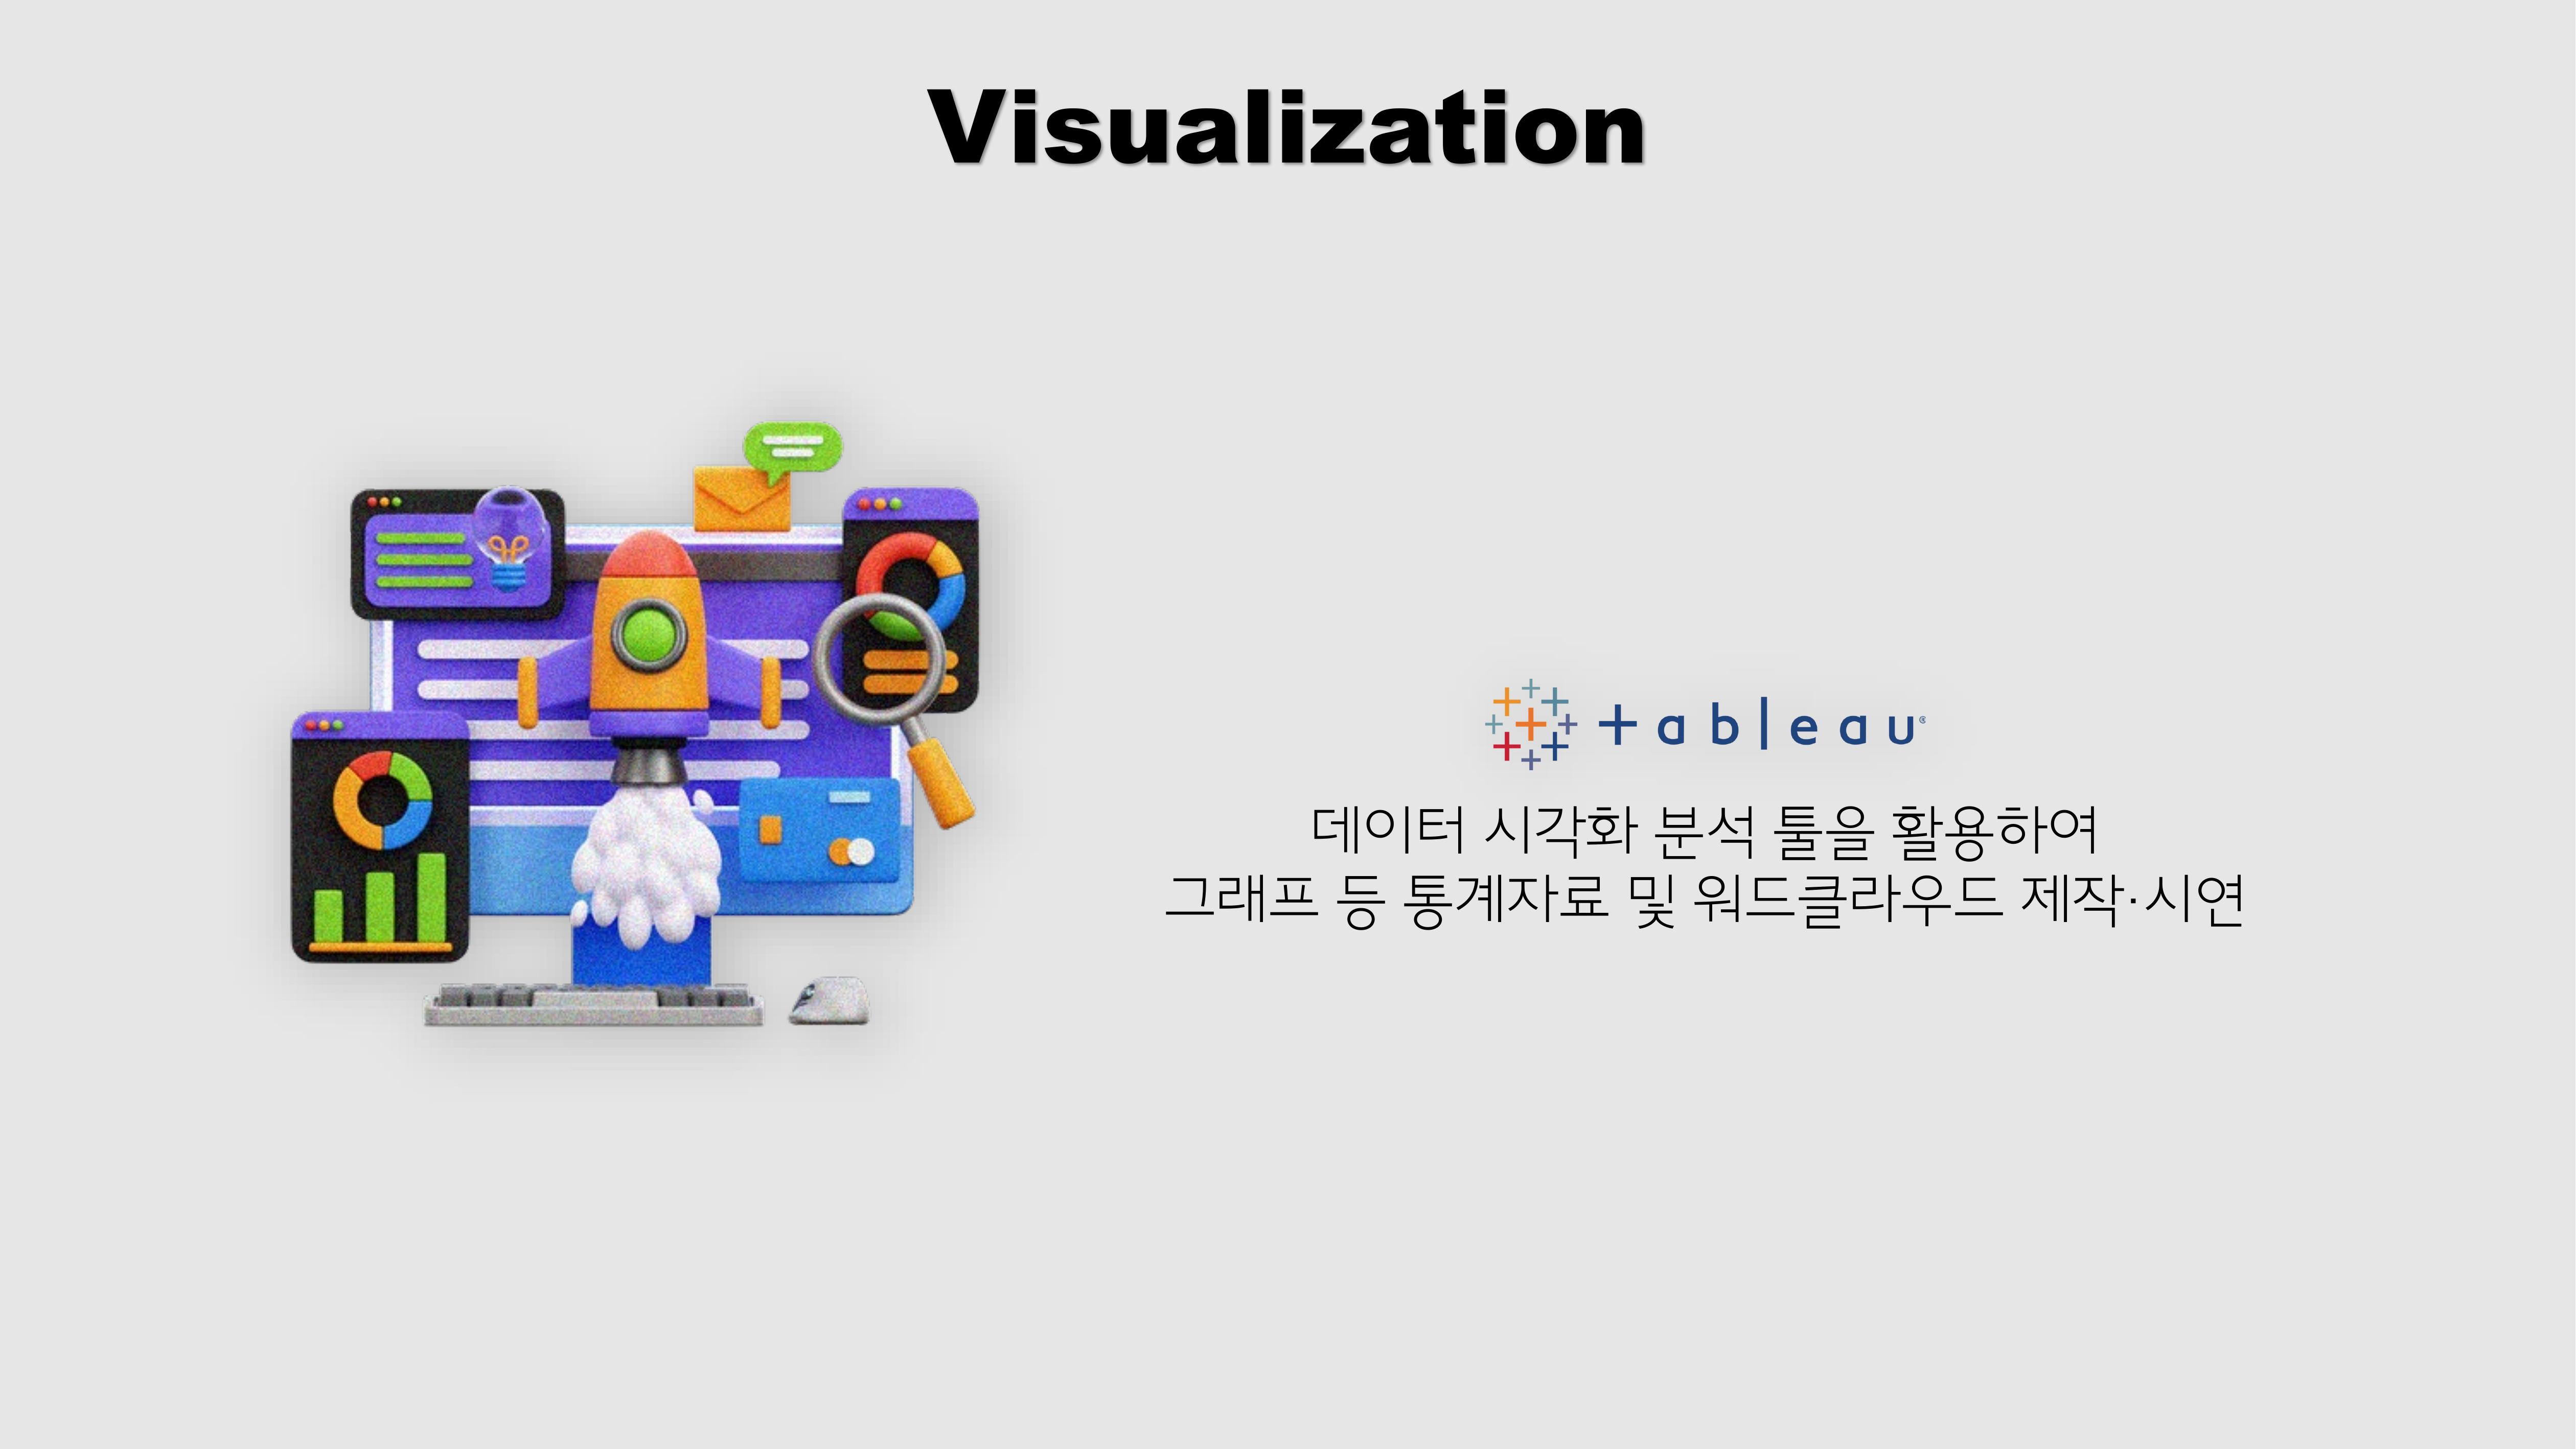 Visualization
+ableau
데이터 시각화 분석 툴을 활용하여
그래프 등 통계자료 및 워드클라우드 제작·시연